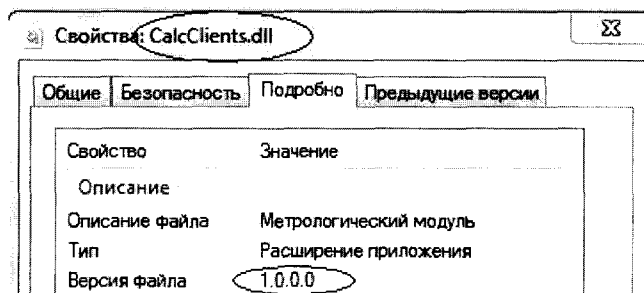 Свойства: CalcClients.dll
Общие Безопасность Подробно Предыдущие версии
Свойство Значение
Описание
Описание файла Метрологический модуль
Тип Расширение приложения
Версия файла 1.0.0.0